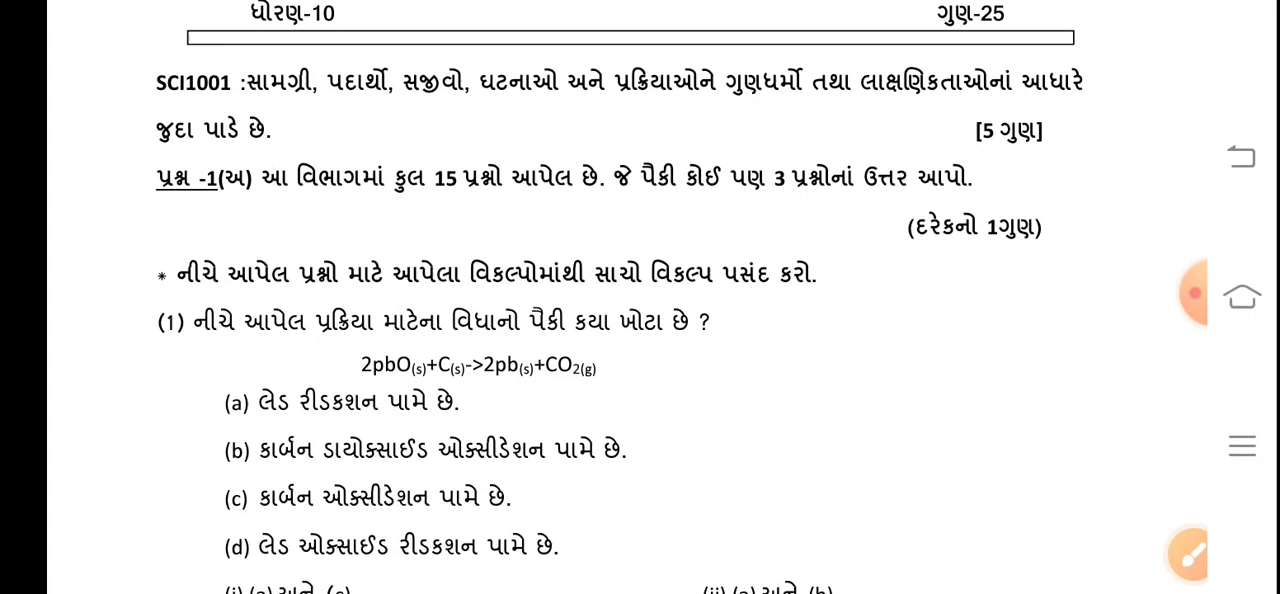 ધોરણ-10 ગુણ-25
SCI1001 :સામગ્રી, પદાર્થો, સજીવો, ઘટનાઓ અને પ્રક્રિયાઓને ગુણધર્મો તથા લાક્ષણિકતાઓનાં આધારે
જુદા પાડે છે. [5 ગુણ]
પ્રશ્ન -1(અ) આ વિભાગમાં કુલ 15 પ્રશ્નો આપેલ છે. જે પૈકી કોઈ પણ 3 પ્રશ્નોનાં ઉત્તર આપો.
(દરેકનો 1ગુણ)
* નીચે આપેલ પ્રશ્નો માટે આપેલા વિકલ્પોમાંથી સાચો વિકલ્પ પસંદ કરો.
(1) નીચે આપેલ પ્રક્રિયા માટેના વિધાનો પૈકી કયા ખોટા છે ?
2pbO(s)+C(s)->2pb(s)+CO2(g)
(a) લેડ રીડકશન પામે છે.
(b) કાર્બન ડાયોક્સાઈડ ઓક્સીડેશન પામે છે.
(c) કાર્બન ઓક્સીડેશન પામે છે.
(d) લેડ ઓક્સાઈડ રીડકશન પામે છે.
(i) (a) અને (c) (ii) (a) અને (b)